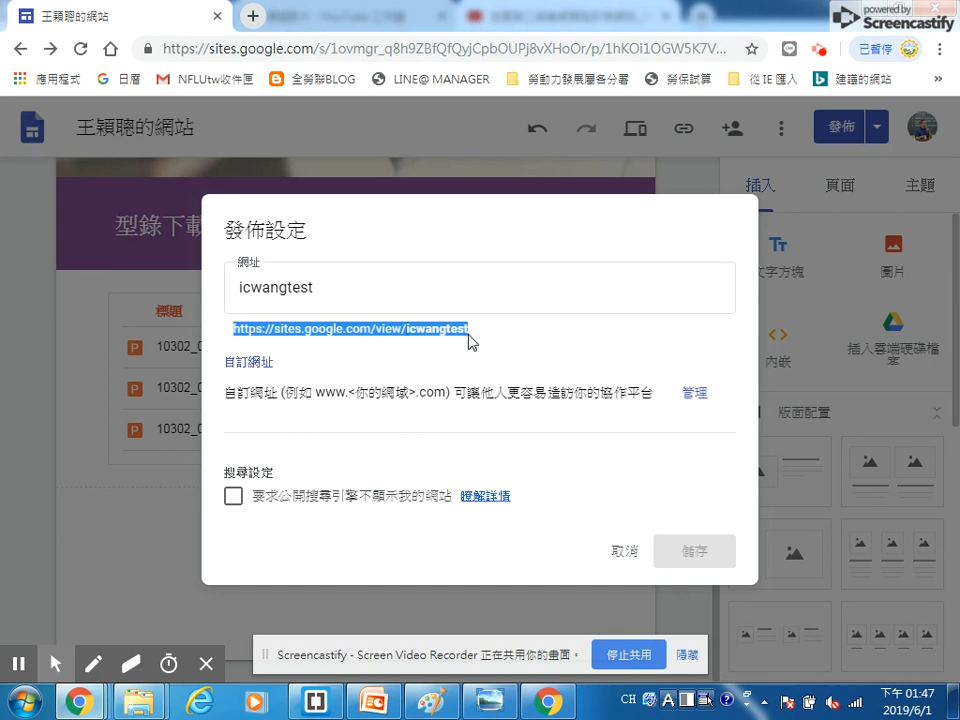 王穎聰的網站
powered by
Screencastify
https://sites.google.com/s/1ovmgr_q8h9ZBfQfQyjCpbOUPj8vXHoOr/p/1hKOi1OGW5K7V...
已暫停
應用程式
日曆
NFLUtw收件匣
全勞聯BLOG
LINE@ MANAGER
勞動力發展屬各分署
勞保試算
從 IE 匯入
建議的網站
王穎聰的網站
發佈
型錄下載
插入
頁面
主題
發佈設定
網址
icwangtest
https://sites.google.com/view/icwangtest
自訂網址
自訂網址 (例如 www.<你的網域>.com) 可讓他人更容易造訪你的協作平台
管理
搜尋設定
要求公開搜尋引擎不顯示我的網站 瞭解詳情
取消
儲存
標題
10302_0
10302_0
10302_0
Tт
文字方塊
圖片
內嵌
插入雲端硬碟檔
案
版面配置
Screencastify - Screen Video Recorder 正在共用你的畫面。
停止共用
隱藏
CH
下午 01:47
2019/6/1